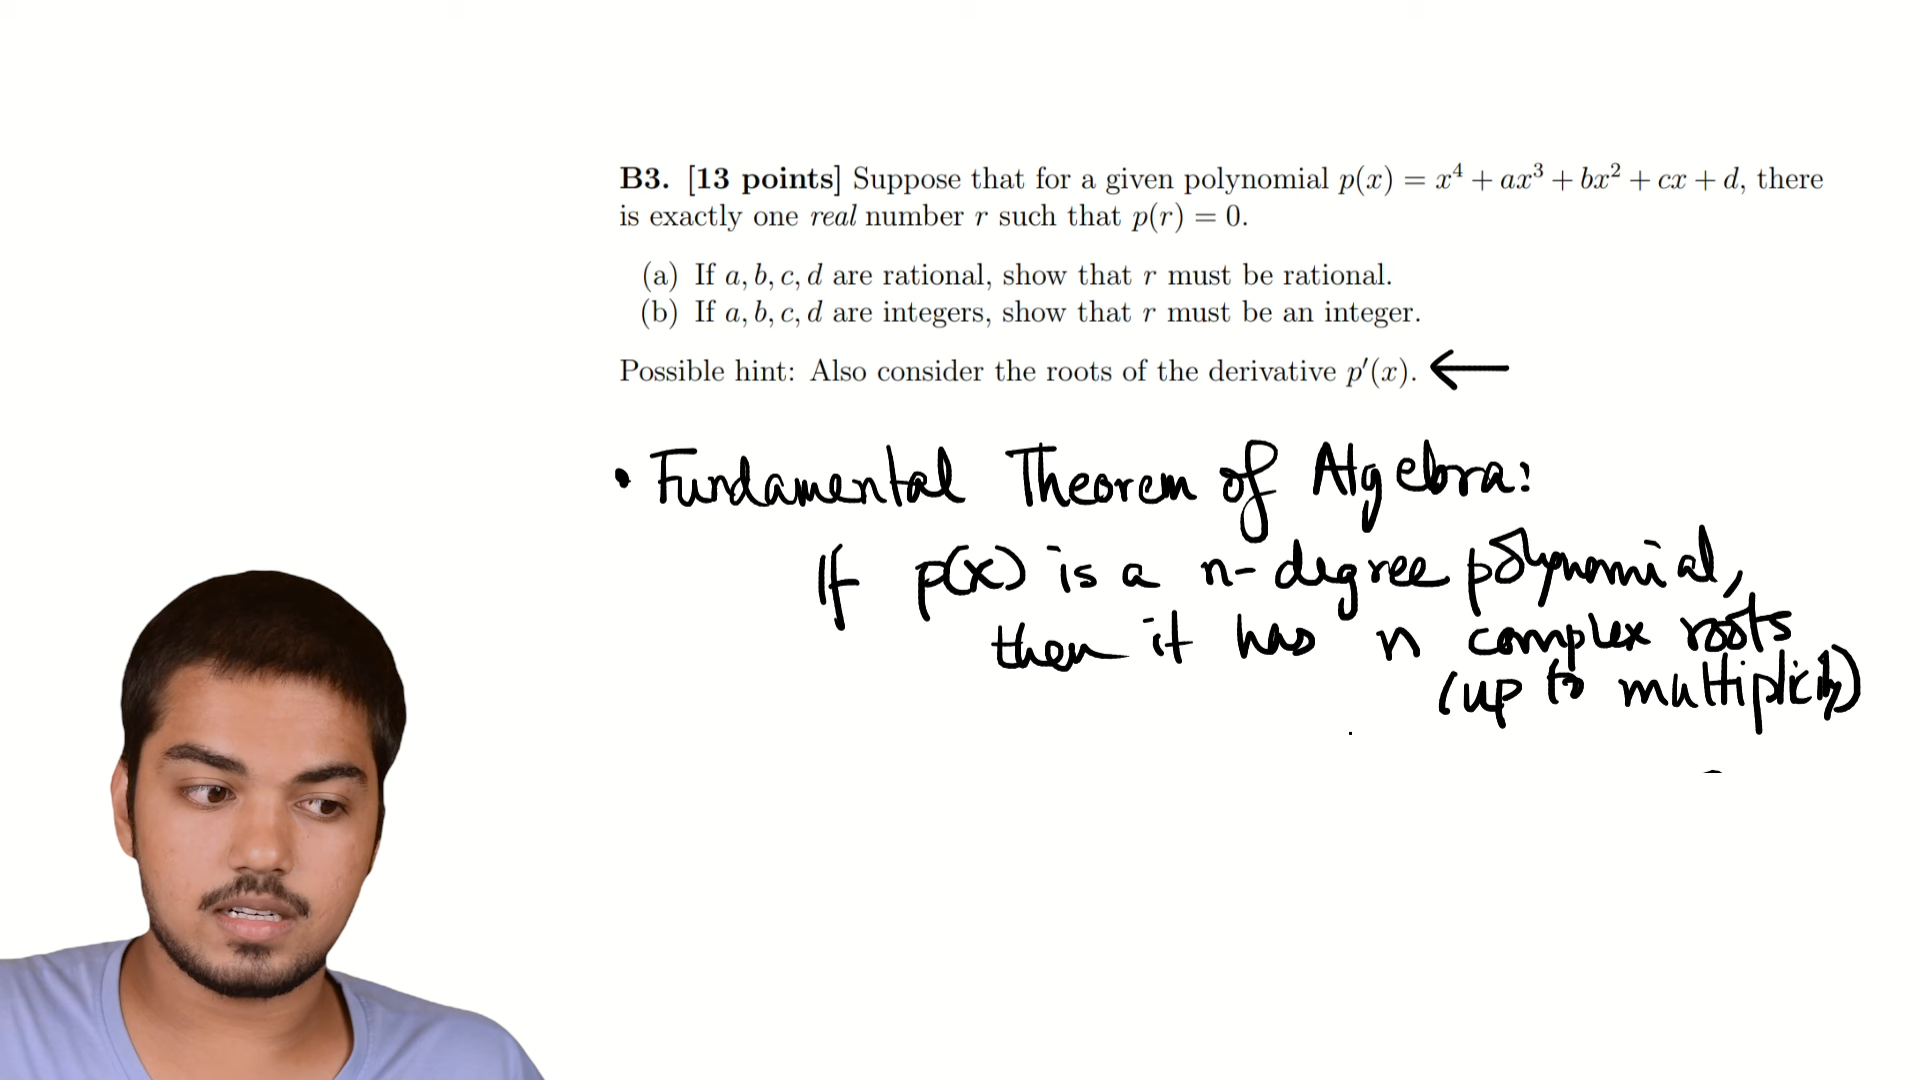 B3. [13 points] Suppose that for a given polynomial p(x) = x⁴ + ax³ + bx² + cx + d, there
is exactly one real number r such that p(r) = 0.
(a) If a, b, c, d are rational, show that r must be rational.
(b) If a, b, c, d are integers, show that r must be an integer.
Possible hint: Also consider the roots of the derivative p′(x). ←
• Fundamental Theorem of Algebra:
If p(x) is a n-degree polynomial,
then it has n complex roots
(up to multiplicity)